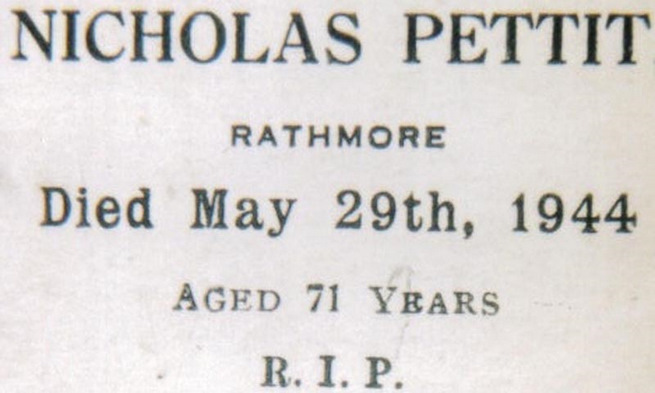 NICHOLAS PETTIT
RATHMORE
Died May 29th, 1944
AGED 71 YEARS
R. I. P.